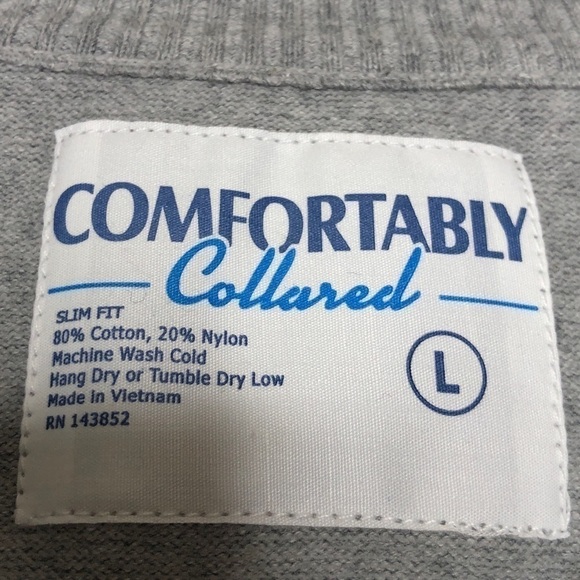 COMFORTABLY
Collared
SLIM FIT
80% Cotton, 20% Nylon
Machine Wash Cold
Hang Dry or Tumble Dry Low
Made in Vietnam
RN 143852
L